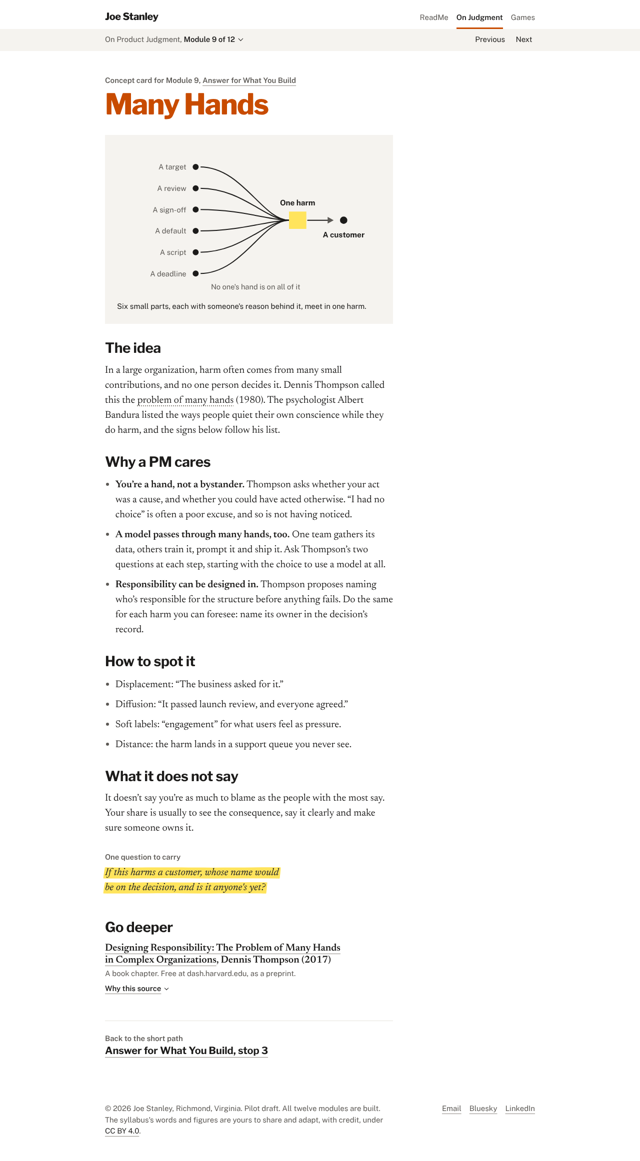 Joe Stanley
ReadMe On Judgment Games
On Product Judgment, Module 9 of 12
Previous Next
Concept card for Module 9, Answer for What You Build
Many Hands
A target
A review
A sign-off
A default
A script
A deadline
One harm
A customer
No one's hand is on all of it
Six small parts, each with someone's reason behind it, meet in one harm.
The idea
In a large organization, harm often comes from many small
contributions, and no one person decides it. Dennis Thompson called
this the problem of many hands (1980). The psychologist Albert
Bandura listed the ways people quiet their own conscience while they
do harm, and the signs below follow his list.
Why a PM cares
• You're a hand, not a bystander. Thompson asks whether your act
was a cause, and whether you could have acted otherwise. “I had no
choice” is often a poor excuse, and so is not having noticed.
• A model passes through many hands, too. One team gathers its
data, others train it, prompt it and ship it. Ask Thompson's two
questions at each step, starting with the choice to use a model at all.
• Responsibility can be designed in. Thompson proposes naming
who's responsible for the structure before anything fails. Do the same
for each harm you can foresee: name its owner in the decision's
record.
How to spot it
• Displacement: “The business asked for it.”
• Diffusion: “It passed launch review, and everyone agreed.”
• Soft labels: “engagement” for what users feel as pressure.
• Distance: the harm lands in a support queue you never see.
What it does not say
It doesn't say you're as much to blame as the people with the most say.
Your share is usually to see the consequence, say it clearly and make
sure someone owns it.
One question to carry
If this harms a customer, whose name would
be on the decision, and is it anyone's yet?
Go deeper
Designing Responsibility: The Problem of Many Hands
in Complex Organizations, Dennis Thompson (2017)
A book chapter. Free at dash.harvard.edu, as a preprint.
Why this source
Back to the short path
Answer for What You Build, stop 3
© 2026 Joe Stanley, Richmond, Virginia. Pilot draft. All twelve modules are built.
The syllabus's words and figures are yours to share and adapt, with credit, under
CC BY 4.0.
Email Bluesky LinkedIn